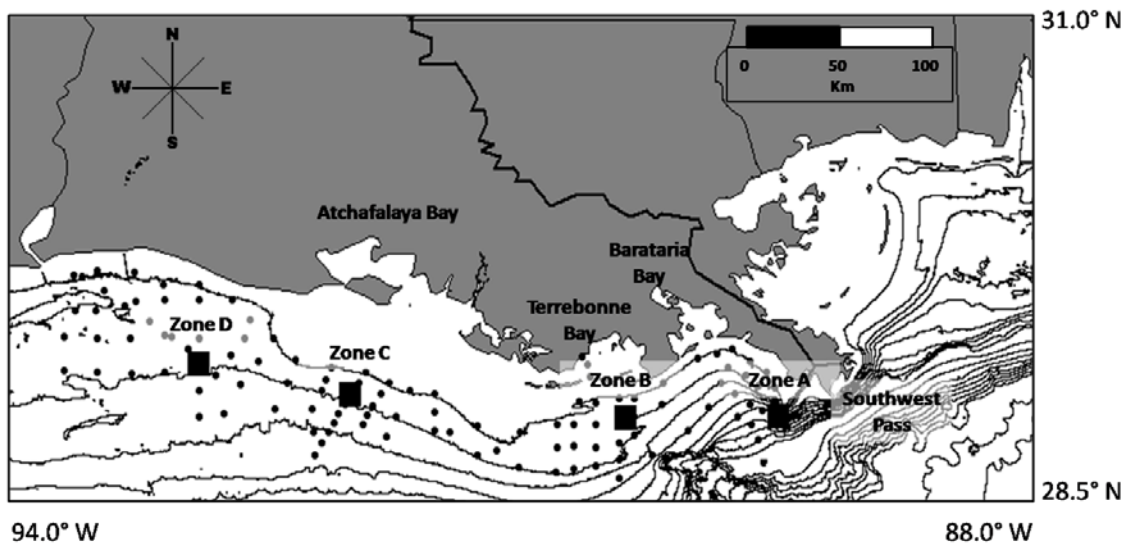 31.0° N
N
W E
S
0 50 100
Km
Atchafalaya Bay
Barataria
Bay
Terrebonne
Bay
Zone D
Zone C
Zone B
Zone A
Southwest
Pass
28.5° N
94.0° W
88.0° W